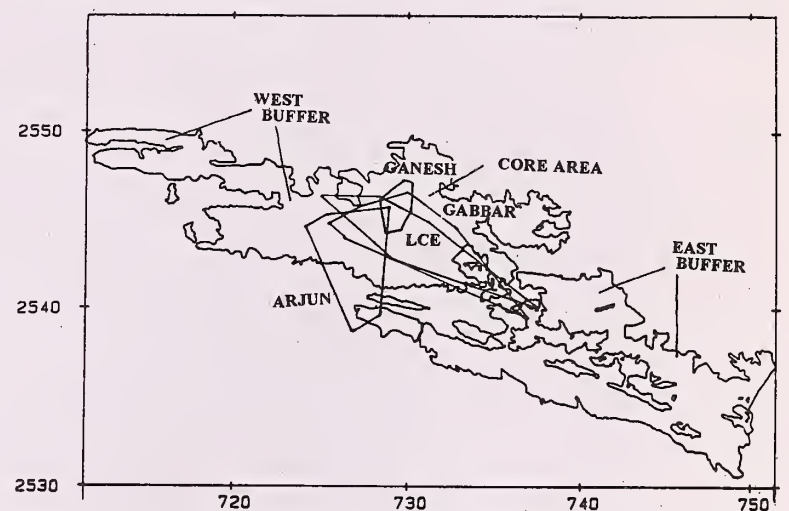 2550
2540
2530
720
730
740
750
WEST
BUFFER
GANESH
CORE AREA
GABBAR
LCE
EAST
BUFFER
ARJUN